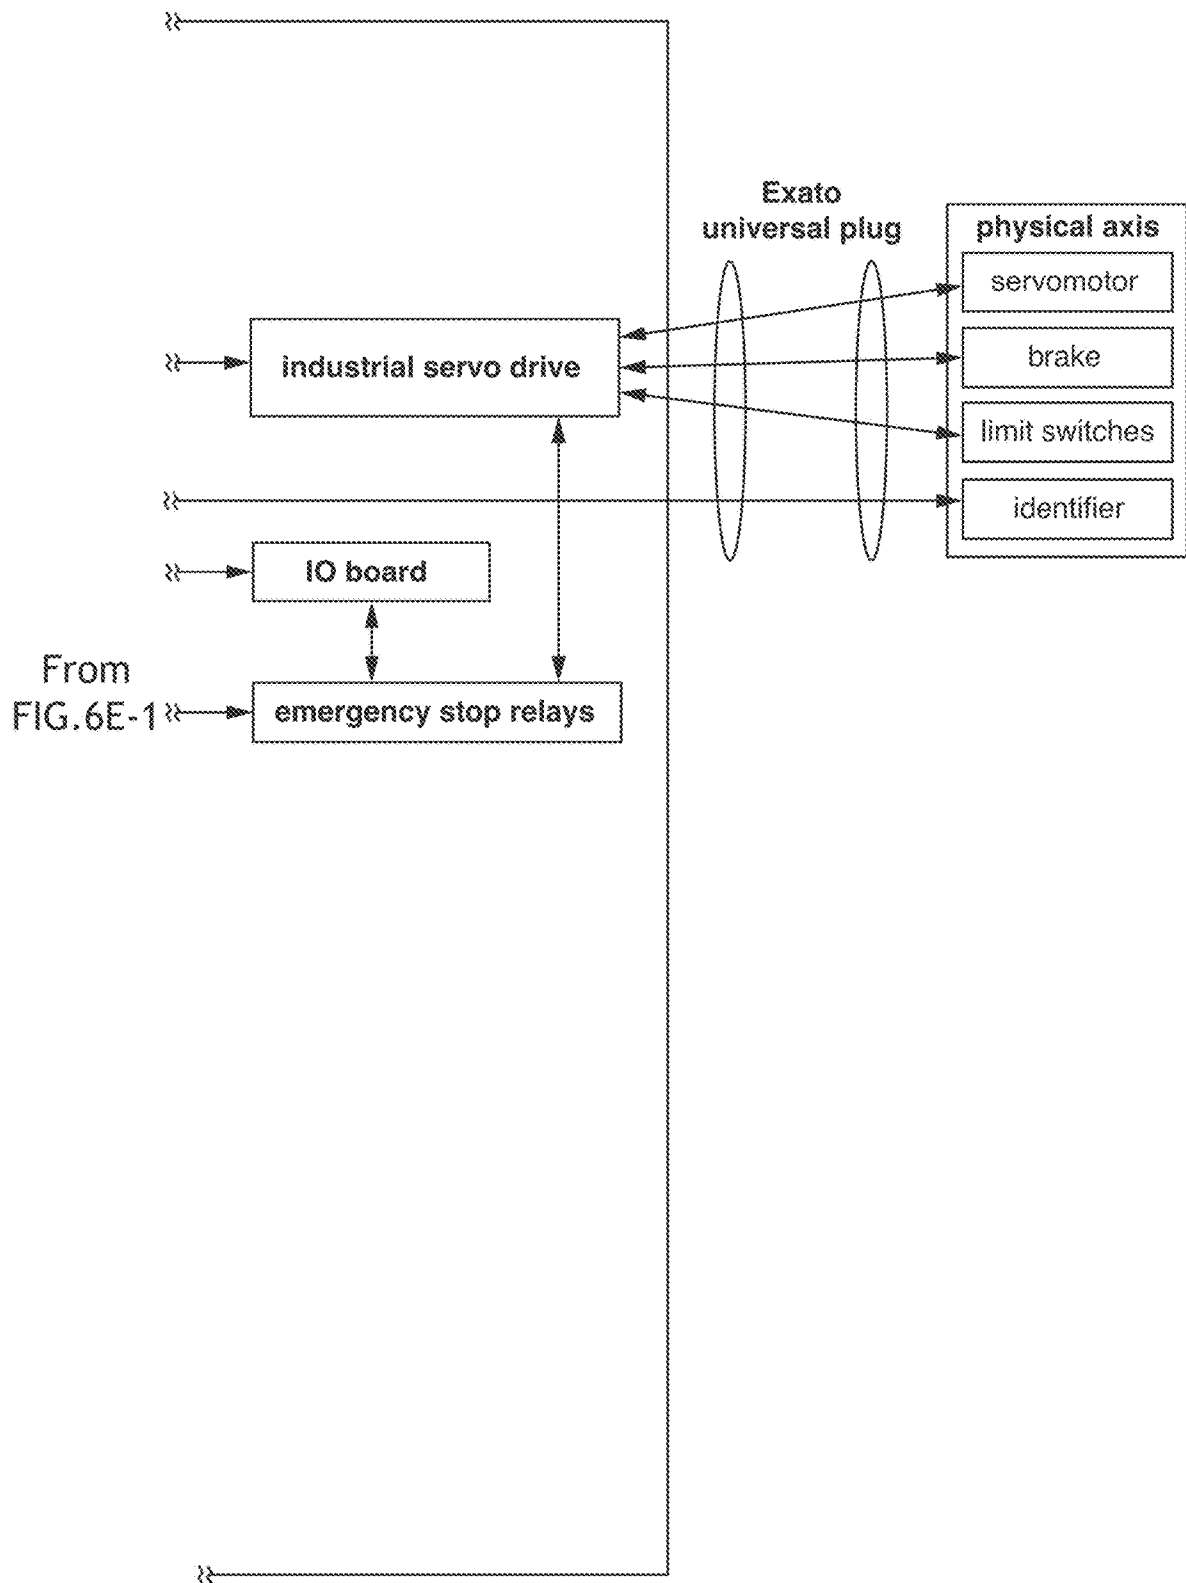 Exato
universal plug
physical axis
servomotor
industrial servo drive
brake
limit switches
identifier
IO board
From
FIG.6E-1
emergency stop relays